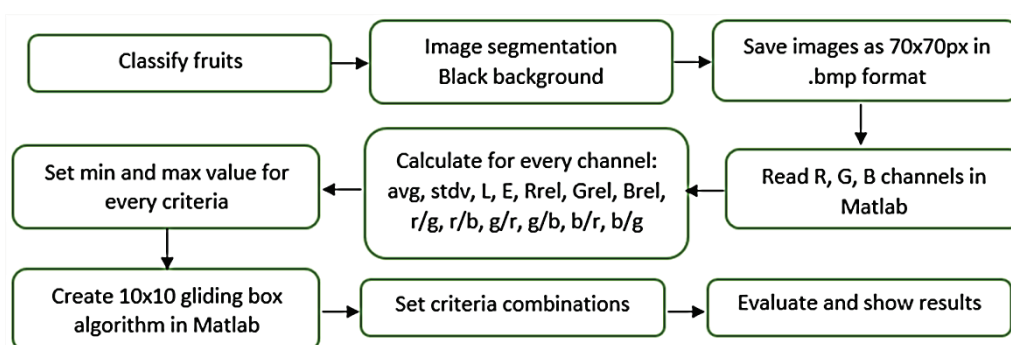 Classify fruits
Image segmentation
Black background
Save images as 70x70px in
.bmp format
Read R, G, B channels in
Matlab
Calculate for every channel:
avg, stdv, L, E, Rrel, Grel, Brel,
r/g, r/b, g/r, g/b, b/r, b/g
Set min and max value for
every criteria
Create 10x10 gliding box
algorithm in Matlab
Set criteria combinations
Evaluate and show results